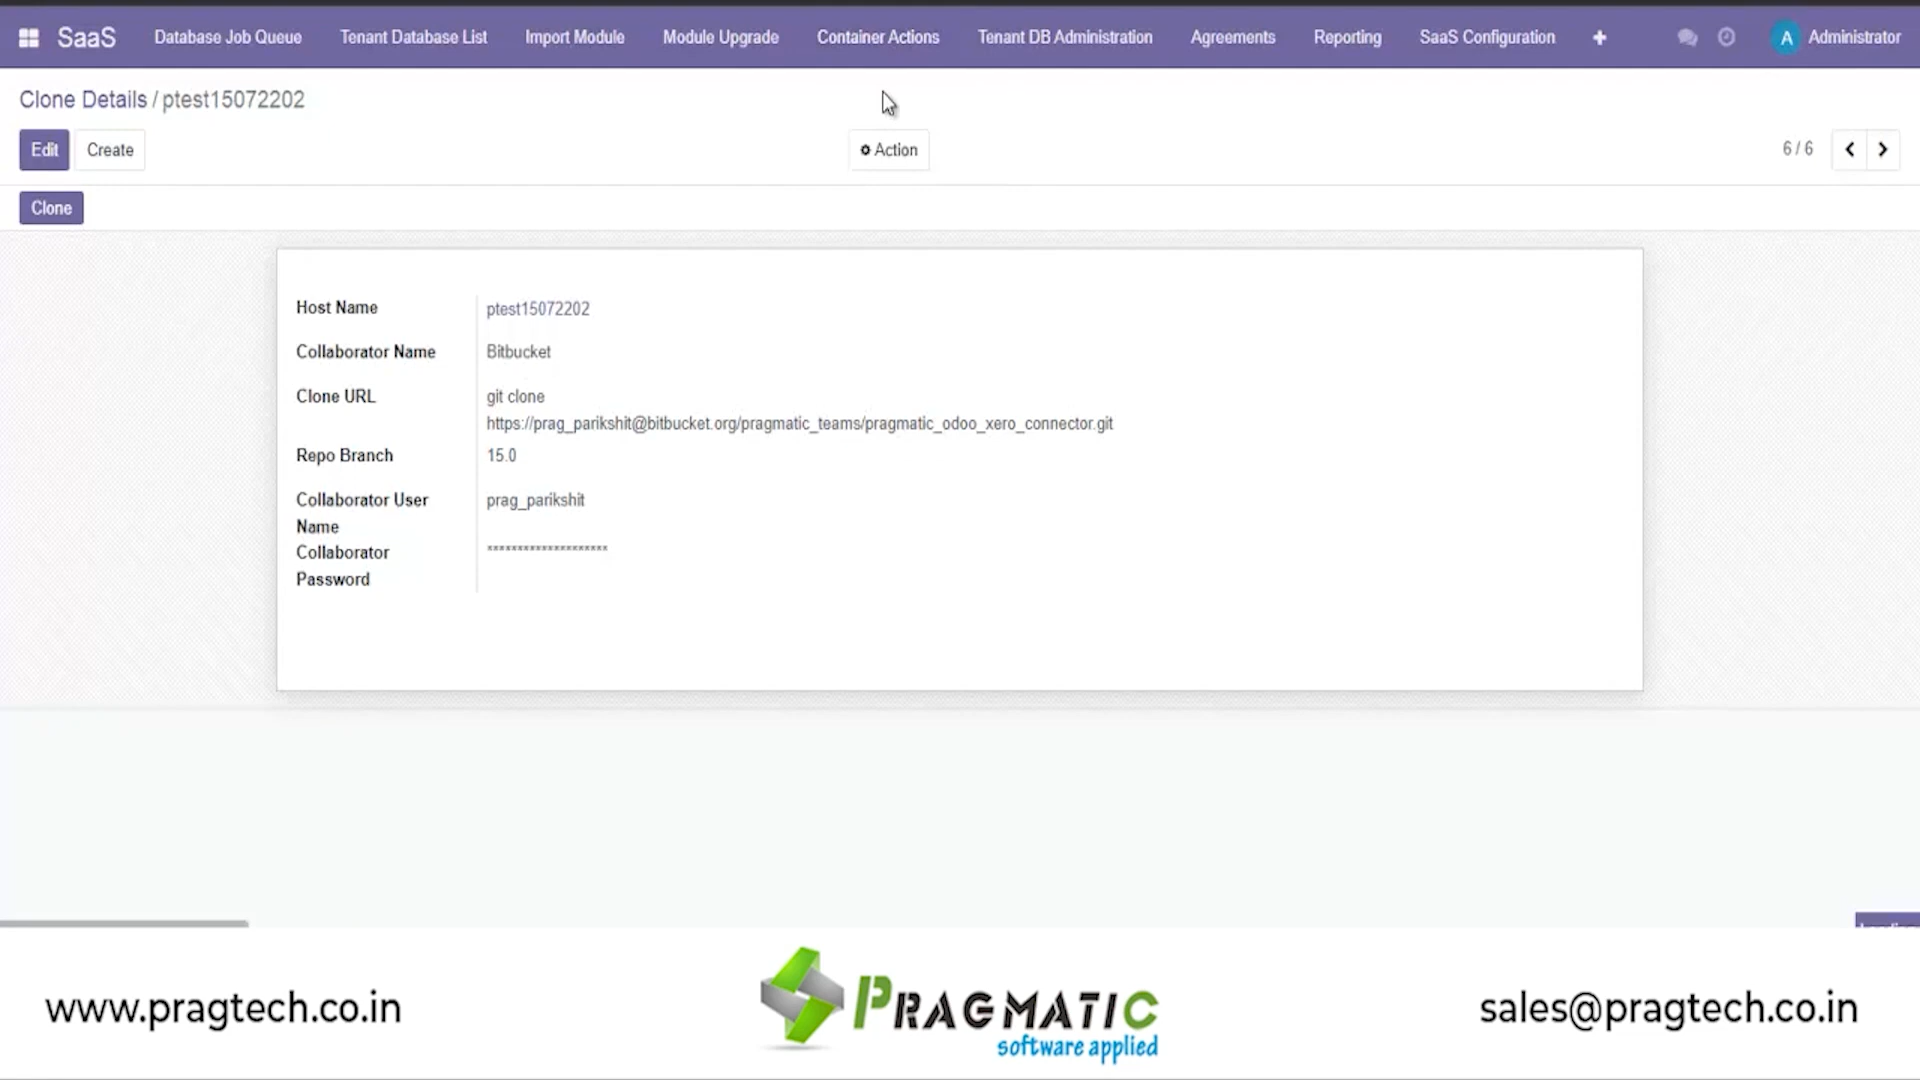 SaaS Database Job Queue Tenant Database List Import Module Module Upgrade Container Actions Tenant DB Administration Agreements Reporting SaaS Configuration A Administrator
Clone Details / ptest15072202
Edit Create Action 6 / 6
Clone
Host Name ptest15072202
Collaborator Name Bitbucket
Clone URL git clone
https://prag_parikshit@bitbucket.org/pragmatic_teams/pragmatic_odoo_xero_connector.git
Repo Branch 15.0
Collaborator User prag_parikshit
Name
Collaborator ********************
Password
www.pragtech.co.in
PRAGMATIC
software applied
sales@pragtech.co.in